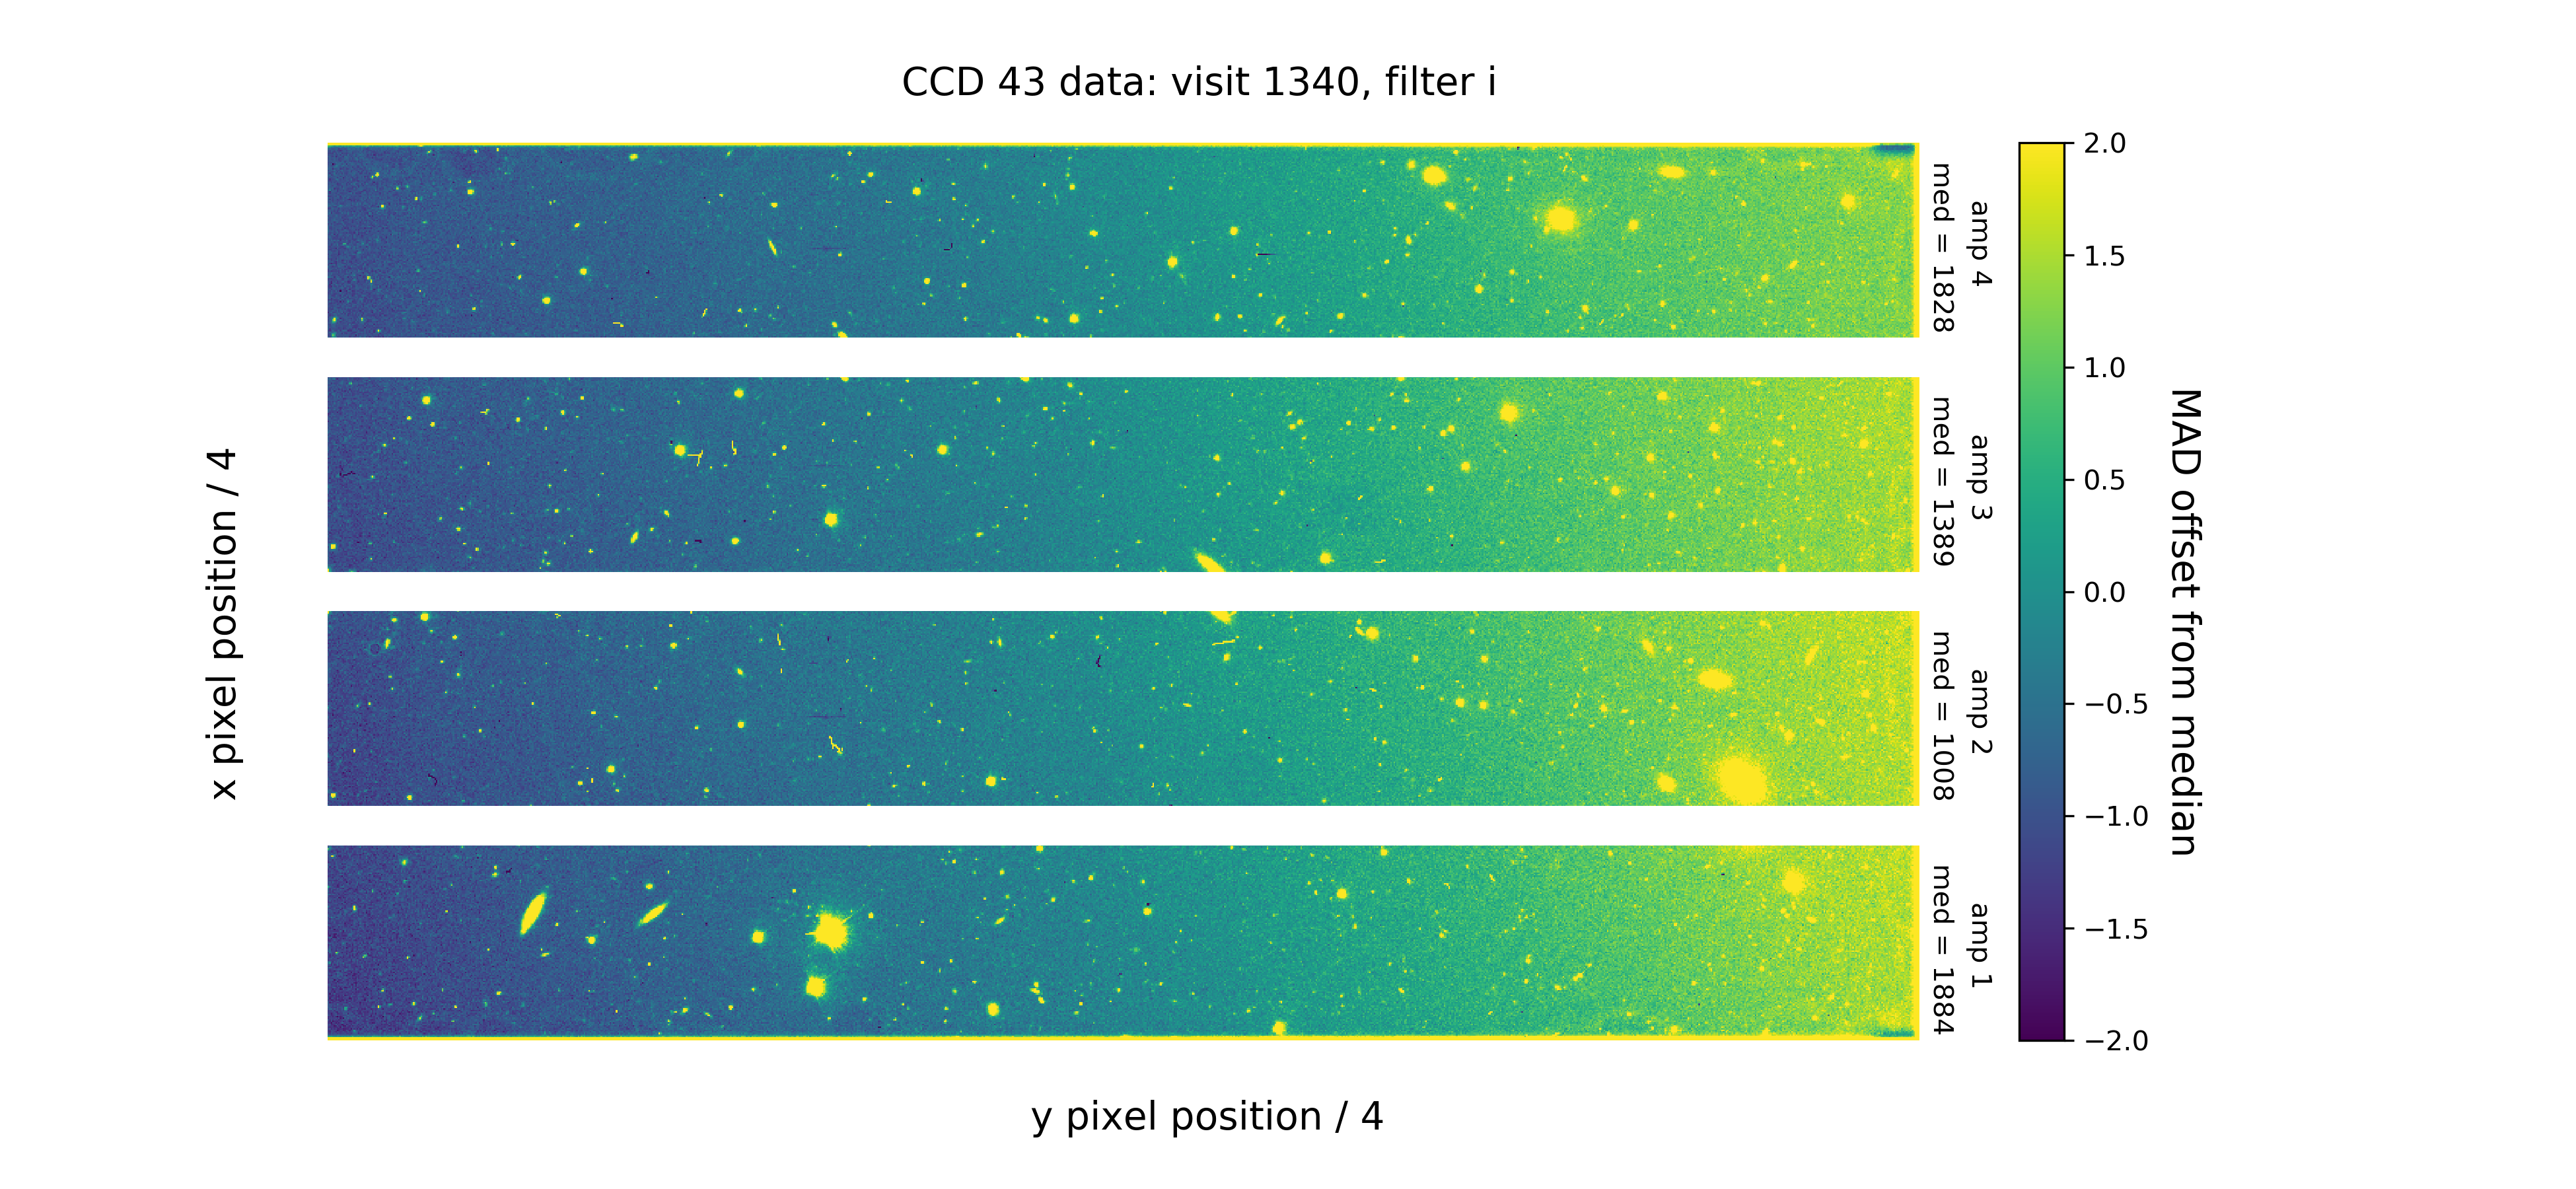 CCD 43 data: visit 1340, filter i
x pixel position / 4
y pixel position / 4
amp 4
med = 1828
amp 3
med = 1389
amp 2
med = 1008
amp 1
med = 1884
2.0
1.5
1.0
0.5
0.0
−0.5
−1.0
−1.5
−2.0
MAD offset from median